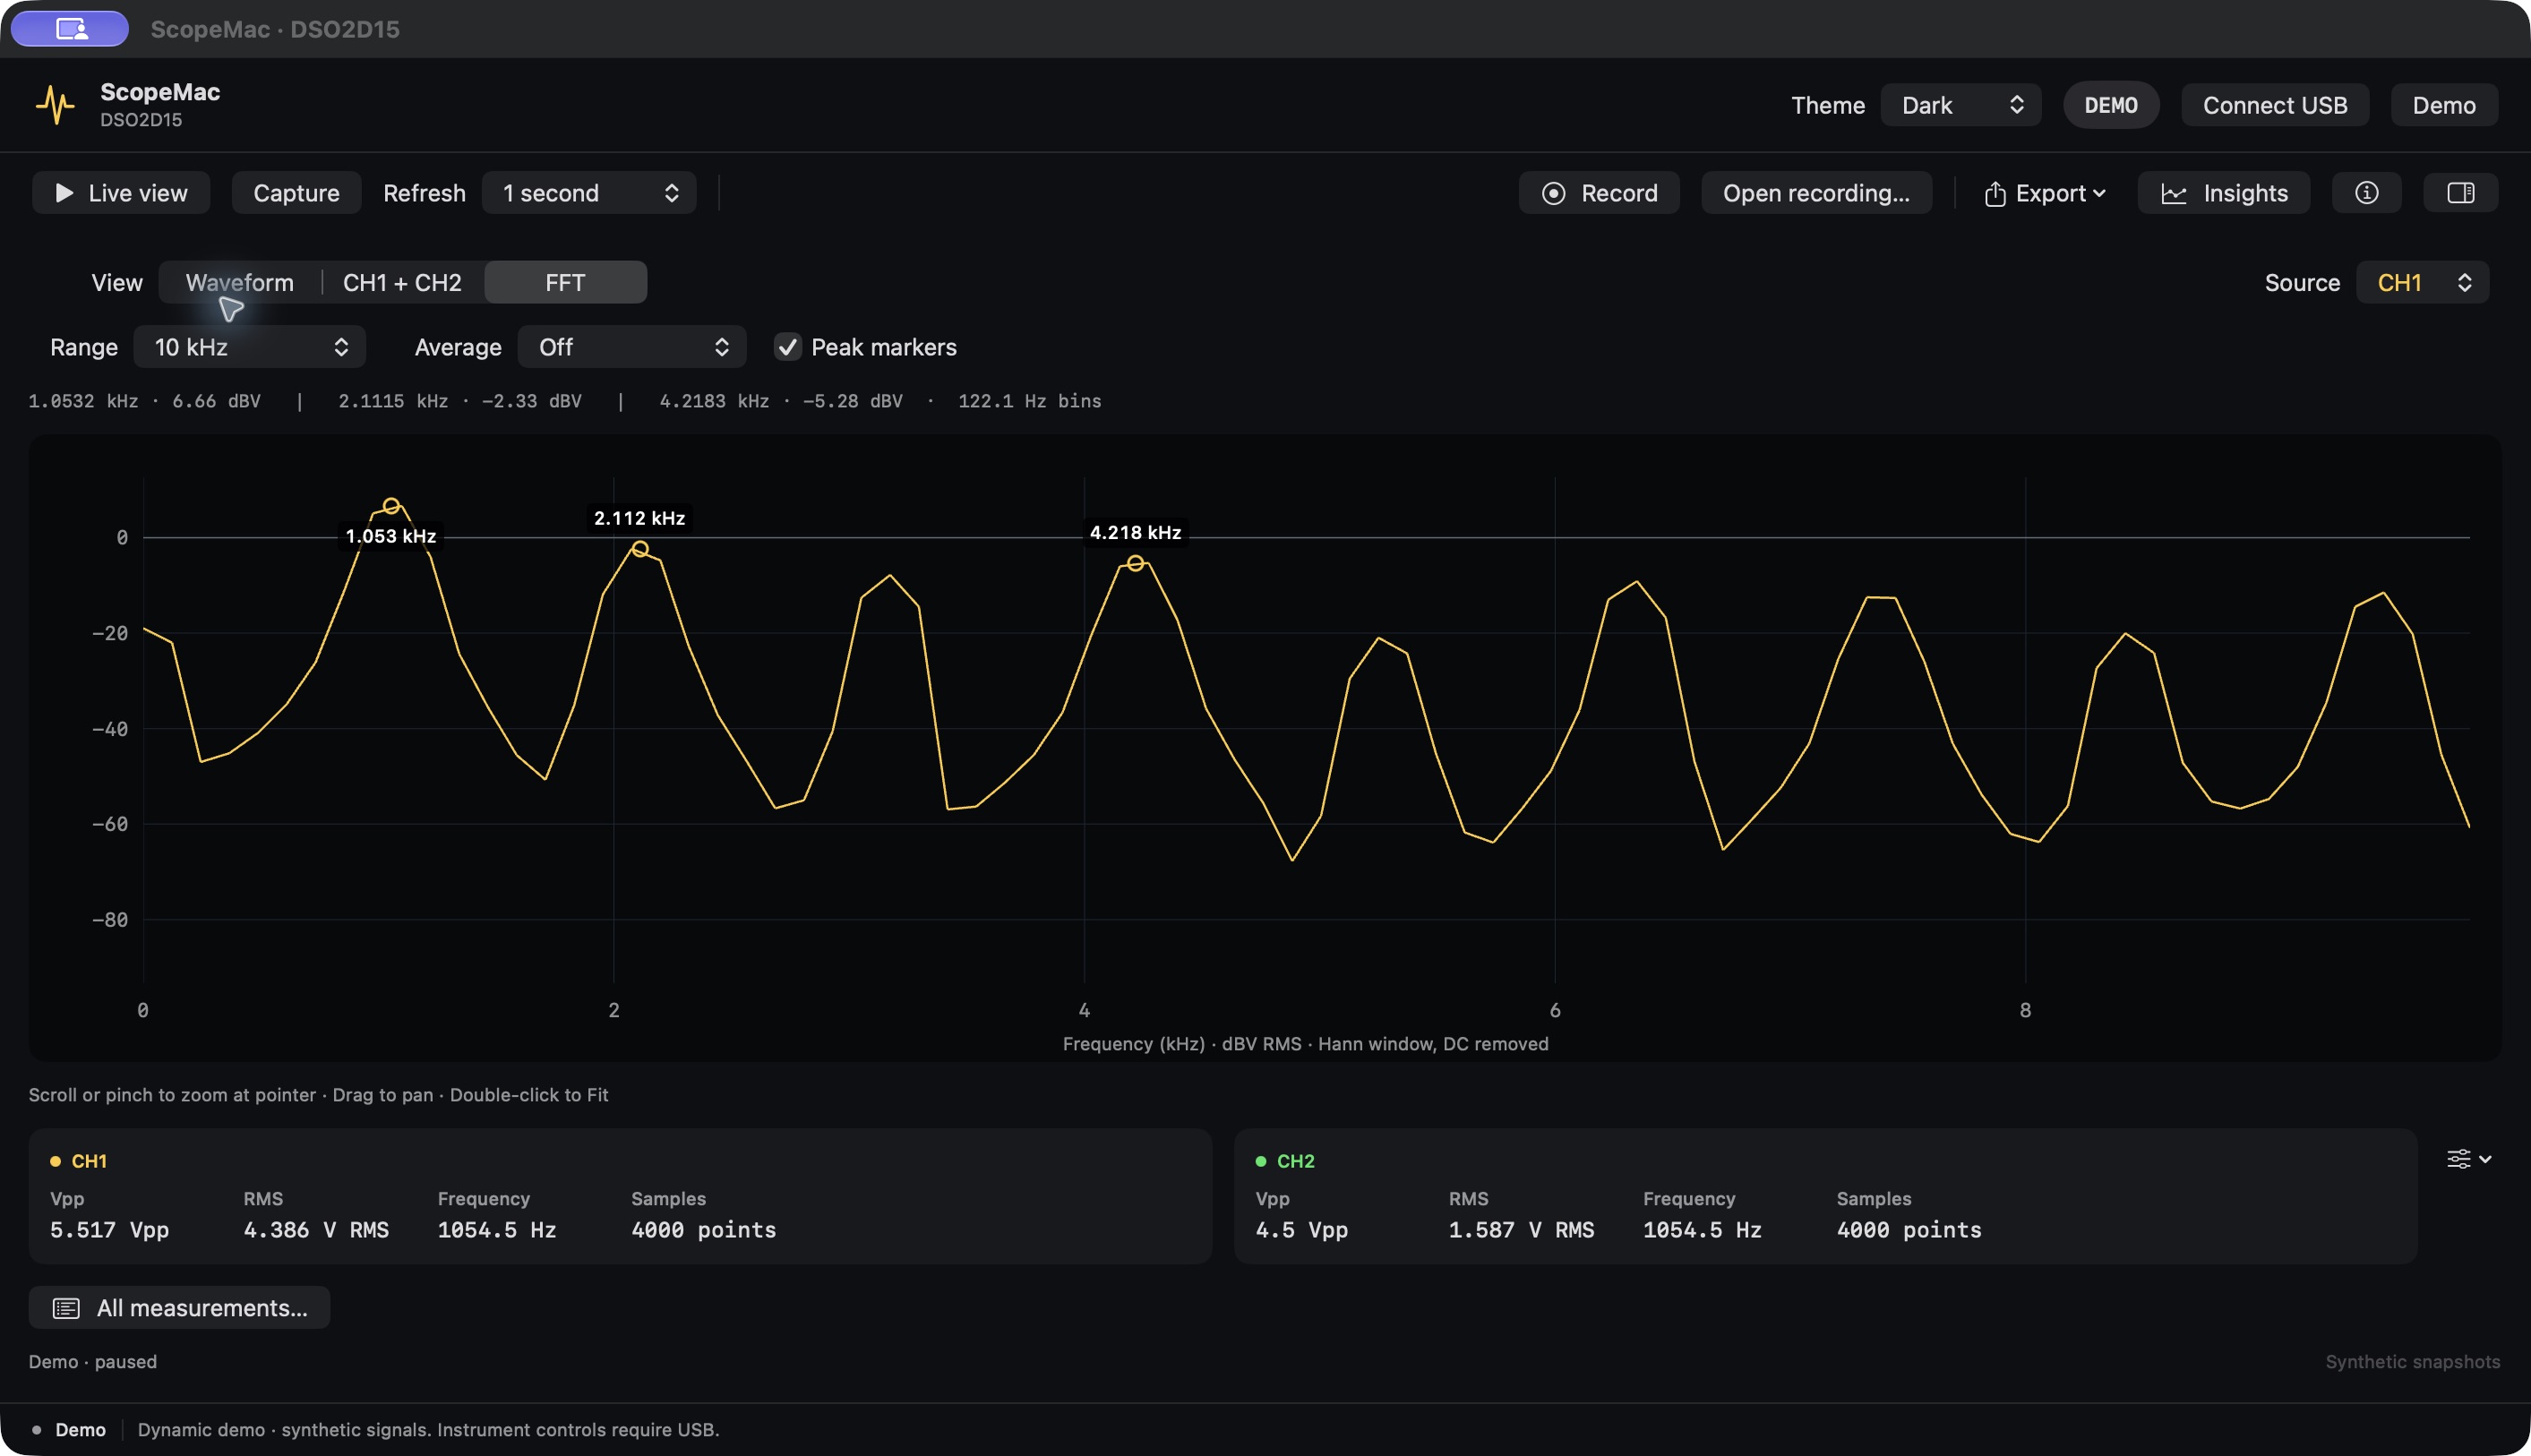 ScopeMac · DSO2D15
ScopeMac
DSO2D15
Theme Dark DEMO Connect USB Demo
Live view Capture Refresh 1 second Record Open recording... Export Insights
View Waveform CH1 + CH2 FFT Source CH1
Range 10 kHz Average Off Peak markers
1.0532 kHz · 6.66 dBV | 2.1115 kHz · −2.33 dBV | 4.2183 kHz · −5.28 dBV · 122.1 Hz bins
2.112 kHz
4.218 kHz
1.053 kHz
0
−20
−40
−60
−80
0 2 4 6 8
Frequency (kHz) · dBV RMS · Hann window, DC removed
Scroll or pinch to zoom at pointer · Drag to pan · Double-click to Fit
CH1
Vpp RMS Frequency Samples
5.517 Vpp 4.386 V RMS 1054.5 Hz 4000 points
CH2
Vpp RMS Frequency Samples
4.5 Vpp 1.587 V RMS 1054.5 Hz 4000 points
All measurements...
Demo · paused Synthetic snapshots
Demo Dynamic demo · synthetic signals. Instrument controls require USB.